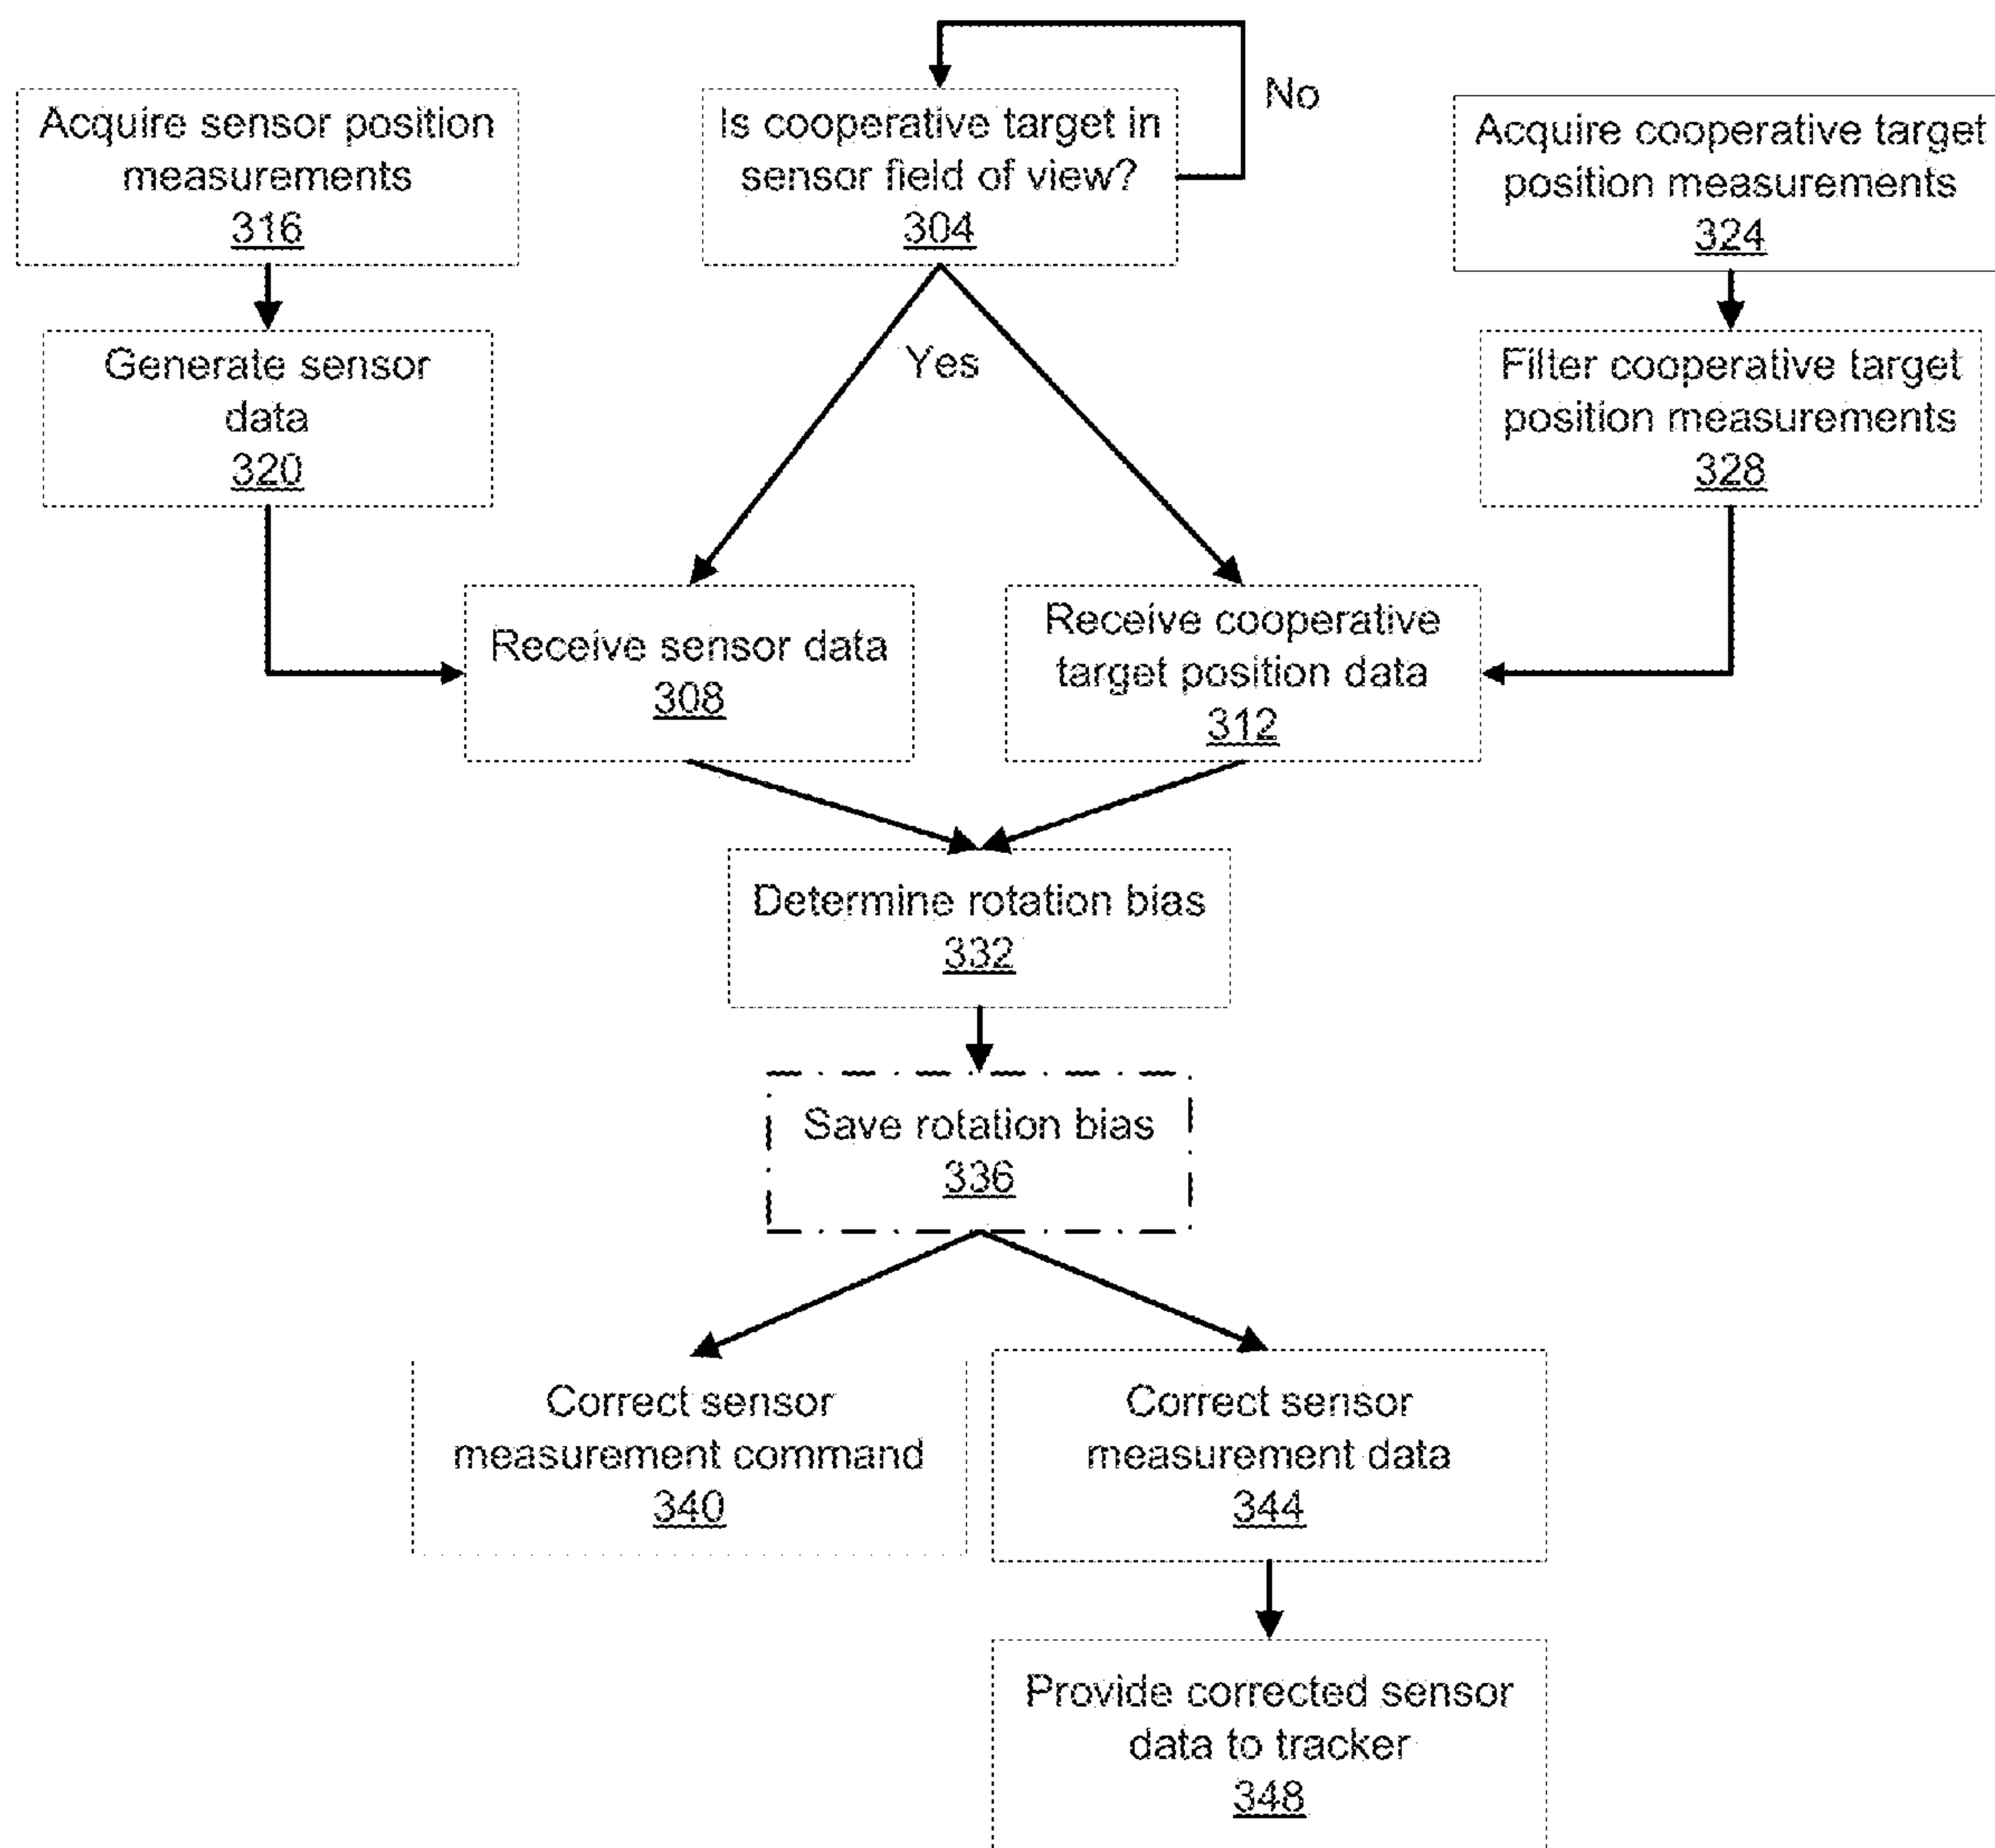 Acquire sensor position
measurements
316
Is cooperative target in
sensor field of view?
304
No
Acquire cooperative target
position measurements
324
Generate sensor
data
320
Yes
Filter cooperative target
position measurements
328
Receive sensor data
308
Receive cooperative
target position data
312
Determine rotation bias
332
Save rotation bias
336
Correct sensor
measurement command
340
Correct sensor
measurement data
344
Provide corrected sensor
data to tracker
348